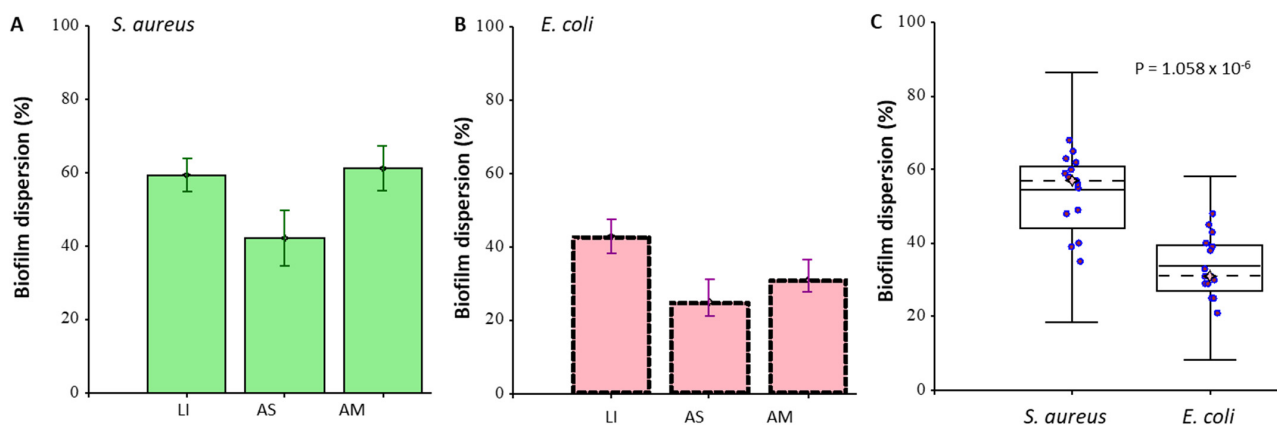 A
S. aureus
Biofilm dispersion (%)
100
80
60
40
20
0
LI
AS
AM
B
E. coli
Biofilm dispersion (%)
100
80
60
40
20
0
LI
AS
AM
C
P = 1.058 x 10⁻⁶
Biofilm dispersion (%)
100
80
60
40
20
0
S. aureus
E. coli